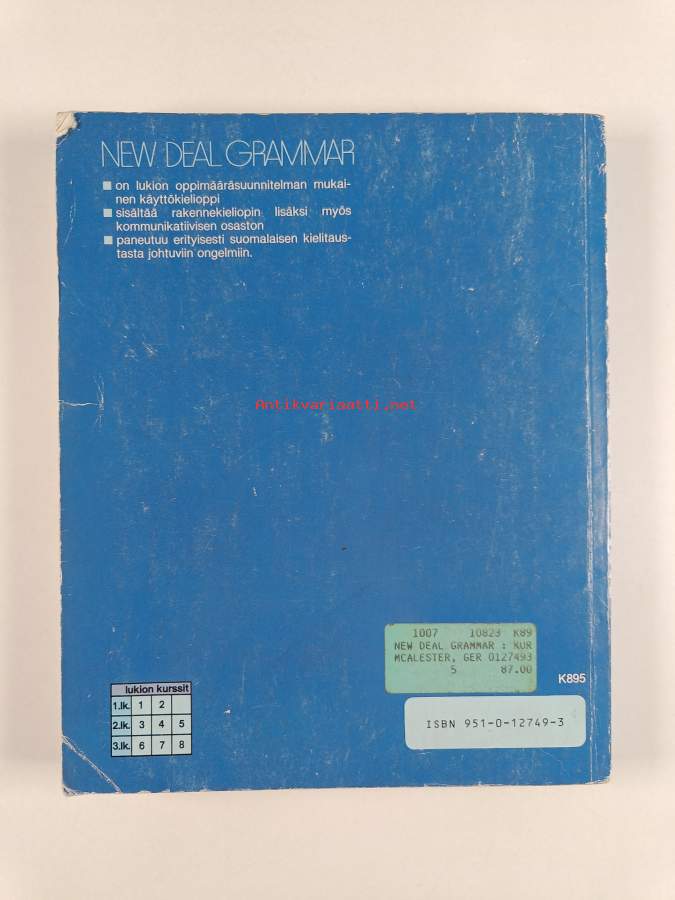 NEW DEAL GRAMMAR
on lukion oppimääräsuunnitelman mukai-
nen käyttökielioppi
sisältää rakennekieliopin lisäksi myös
kommunikatiivisen osaston
paneutuu erityisesti suomalaisen kielitaus-
tasta johtuviin ongelmiin.
Antikvariaatti.net
1007 10823 K89
NEW DEAL GRAMMAR : KUR
MCALESTER, GER 0127493
5 87.00
K895
ISBN 951-0-12749-3
lukion kurssit
1.lk. 1 2
2.lk. 3 4 5
3.lk. 6 7 8